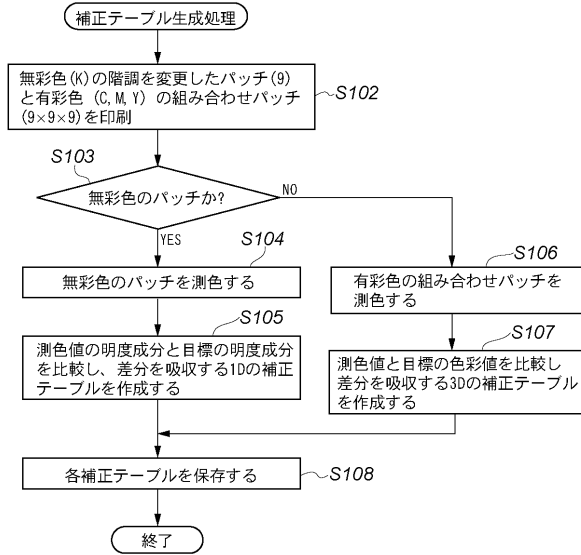 補正テーブル生成処理
無彩色(K)の階調を変更したパッチ(9)
と有彩色 (C,M,Y) の組み合わせパッチ
(9×9×9)を印刷
S102
S103
無彩色のパッチか?
NO
YES
S104
無彩色のパッチを測色する
S105
測色値の明度成分と目標の明度成分
を比較し、差分を吸収する1Dの補正
テーブルを作成する
S106
有彩色の組み合わせパッチを
測色する
S107
測色値と目標の色彩値を比較し
差分を吸収する3Dの補正テーブル
を作成する
各補正テーブルを保存する
S108
終了